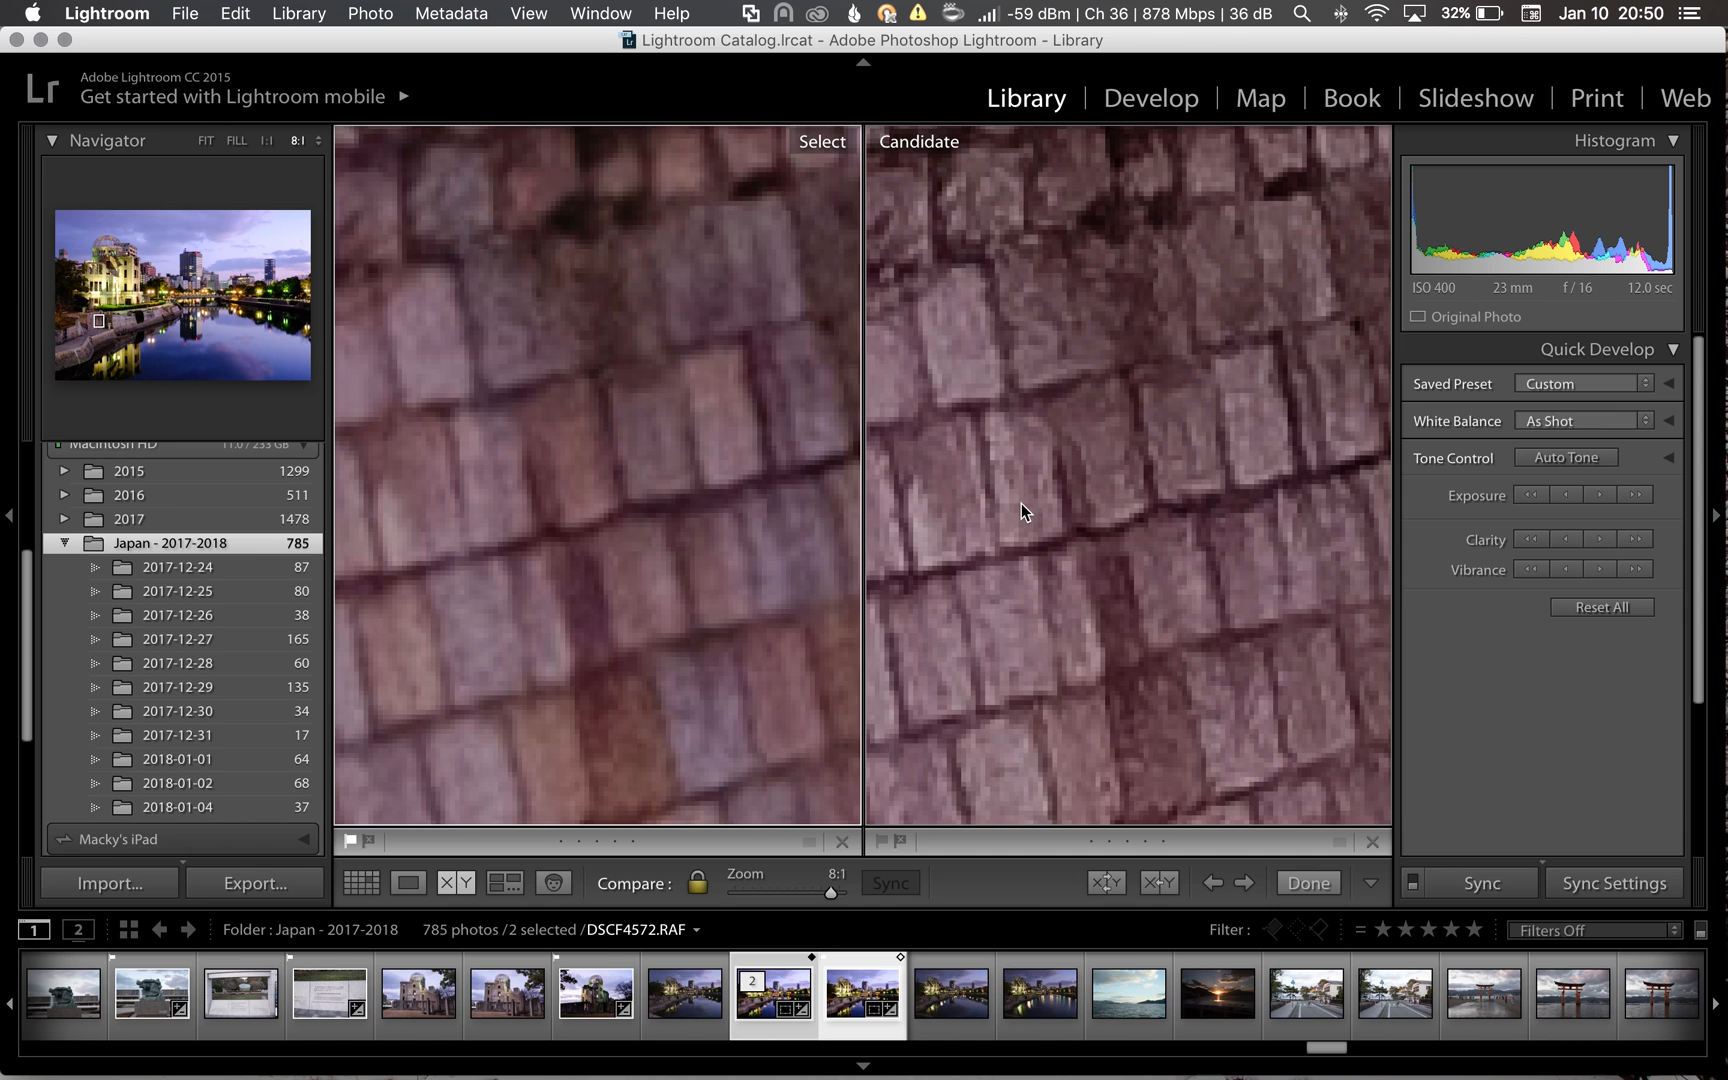 Lightroom File Edit Library Photo Metadata View Window Help -59 dBm | Ch 36 | 878 Mbps | 36 dB 32% Jan 10 20:50
Lightroom Catalog.lrcat - Adobe Photoshop Lightroom - Library
Lr
Adobe Lightroom CC 2015
Get started with Lightroom mobile
Library | Develop | Map | Book | Slideshow | Print | Web
Navigator FIT FILL 1:1 8:1
Select
Candidate
Histogram
ISO 400 23 mm f / 16 12.0 sec
Original Photo
Quick Develop
Saved Preset Custom
White Balance As Shot
Tone Control Auto Tone
Exposure
Clarity
Vibrance
Reset All
Macintosh HD 11.0 / 233 GB
2015 1299
2016 511
2017 1478
Japan - 2017-2018 785
2017-12-24 87
2017-12-25 80
2017-12-26 38
2017-12-27 165
2017-12-28 60
2017-12-29 135
2017-12-30 34
2017-12-31 17
2018-01-01 64
2018-01-02 68
2018-01-04 37
Macky's iPad
Import... Export...
X Y Compare : Zoom 8:1 Sync X Y X Y Done
Sync Sync Settings
1 2 Folder : Japan - 2017-2018 785 photos / 2 selected / DSCF4572.RAF Filter : Filters Off
2